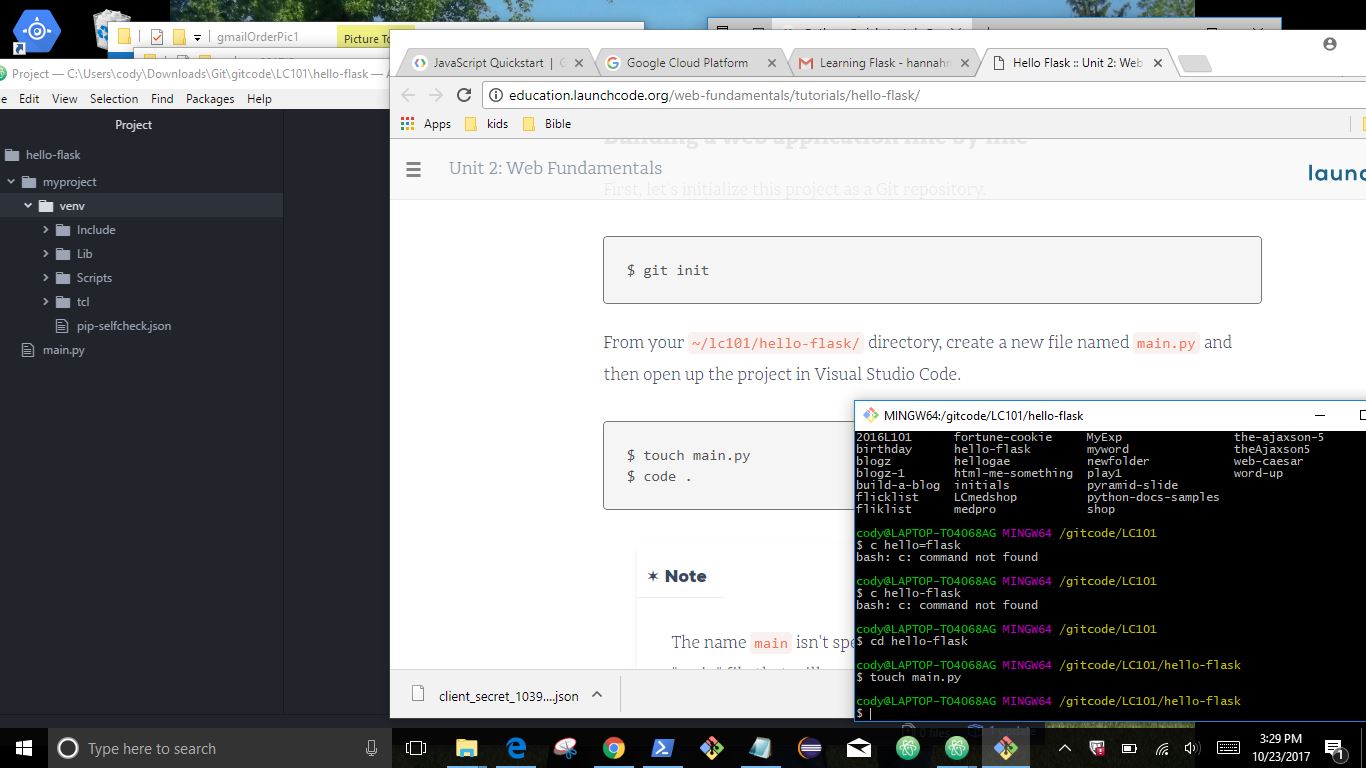 gmailOrderPic1
Picture To
Project — C:\Users\cody\Downloads\Git\gitcode\LC101\hello-flask — A
e Edit View Selection Find Packages Help
Project
hello-flask
myproject
venv
Include
Lib
Scripts
tcl
pip-selfcheck.json
main.py
JavaScript Quickstart | G
Google Cloud Platform
Learning Flask - hannahn
Hello Flask :: Unit 2: Web
education.launchcode.org/web-fundamentals/tutorials/hello-flask/
Apps kids Bible
Building a web application line by line
Unit 2: Web Fundamentals
launc
First, let's initialize this project as a Git repository.
$ git init
From your ~/lc101/hello-flask/ directory, create a new file named main.py and
then open up the project in Visual Studio Code.
$ touch main.py
$ code .
✶ Note
The name main isn't spe
client_secret_1039....json
MINGW64:/gitcode/LC101/hello-flask
2016L101 fortune-cookie MyExp the-ajaxson-5
birthday hello-flask myword theAjaxson5
blogz hellogae newfolder web-caesar
blogz-1 html-me-something play1 word-up
build-a-blog initials pyramid-slide
flicklist LCmedshop python-docs-samples
fliklist medpro shop
cody@LAPTOP-TO4068AG MINGW64 /gitcode/LC101
$ c hello=flask
bash: c: command not found
cody@LAPTOP-TO4068AG MINGW64 /gitcode/LC101
$ c hello-flask
bash: c: command not found
cody@LAPTOP-TO4068AG MINGW64 /gitcode/LC101
$ cd hello-flask
cody@LAPTOP-TO4068AG MINGW64 /gitcode/LC101/hello-flask
$ touch main.py
cody@LAPTOP-TO4068AG MINGW64 /gitcode/LC101/hello-flask
$
0 files 1 update
Type here to search
3:29 PM
10/23/2017
1